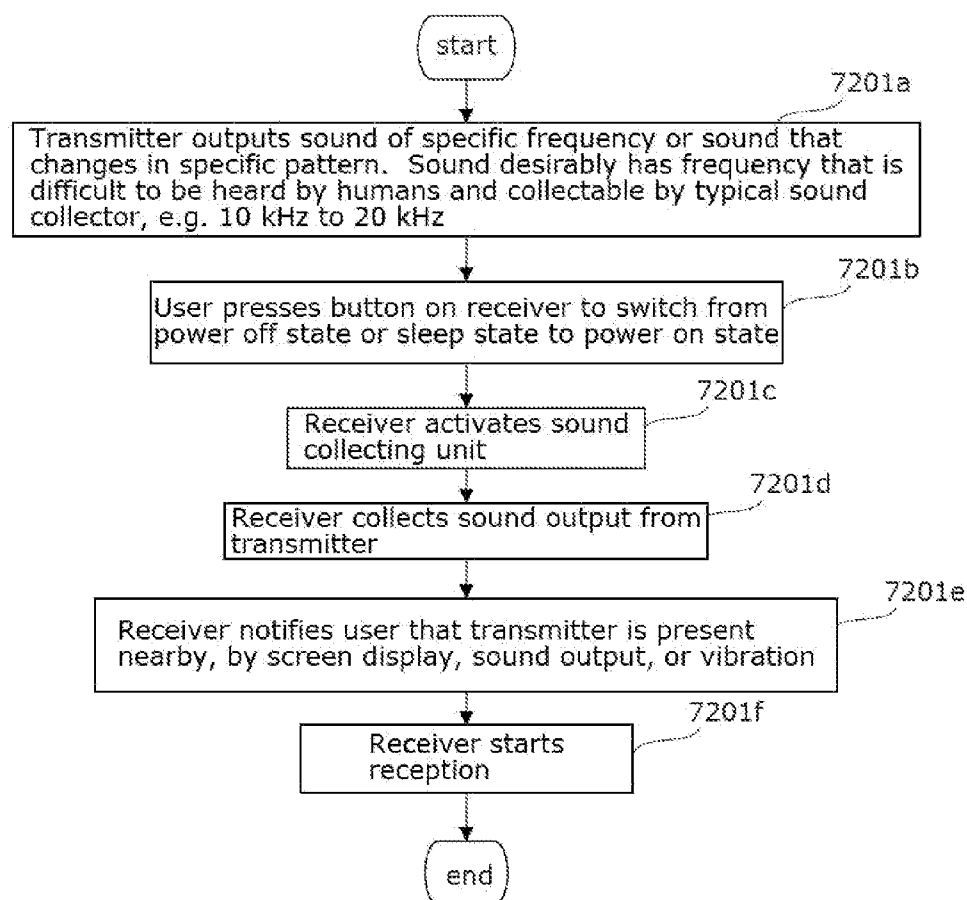 start
7201a
Transmitter outputs sound of specific frequency or sound that
changes in specific pattern. Sound desirably has frequency that is
difficult to be heard by humans and collectable by typical sound
collector, e.g. 10 kHz to 20 kHz
7201b
User presses button on receiver to switch from
power off state or sleep state to power on state
7201c
Receiver activates sound
collecting unit
7201d
Receiver collects sound output from
transmitter
7201e
Receiver notifies user that transmitter is present
nearby, by screen display, sound output, or vibration
7201f
Receiver starts
reception
end